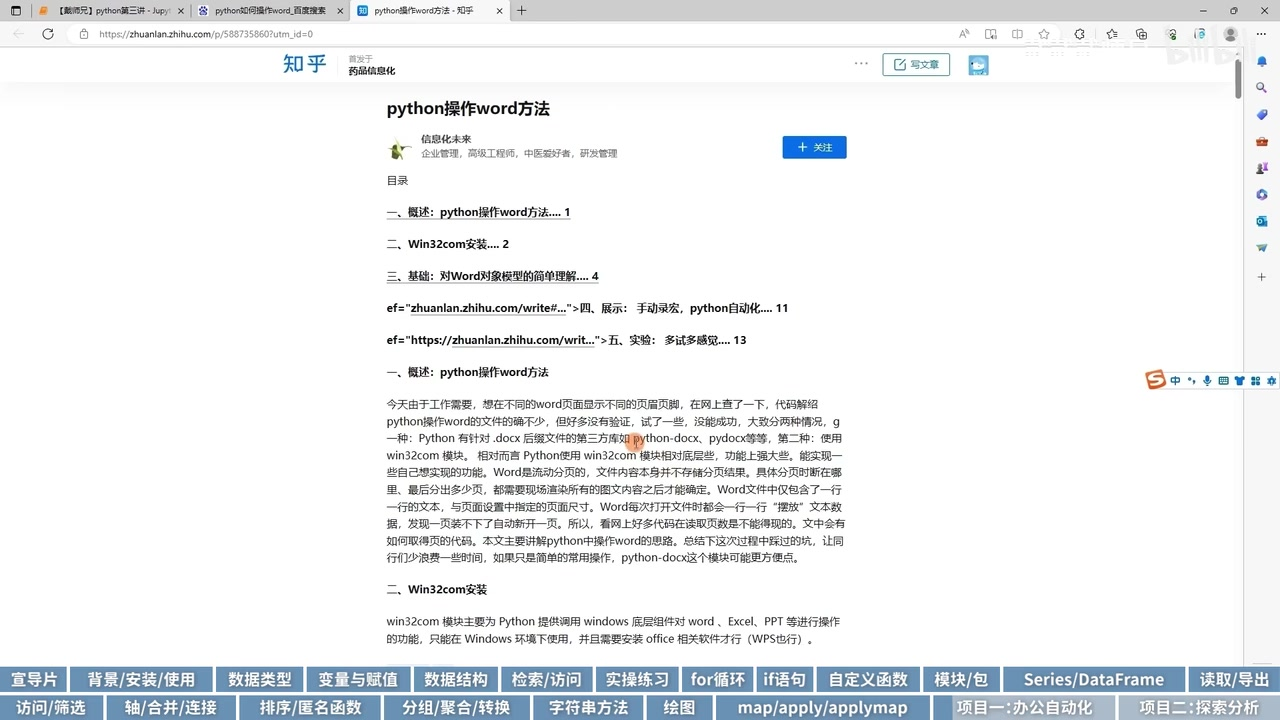 【戴师兄】python第三讲 - Jupyt
python如何操作word_百度搜索
python操作word方法 - 知乎
https://zhuanlan.zhihu.com/p/588735860?utm_id=0
知乎
首发于
药品信息化
写文章
python操作word方法
信息化未来
企业管理，高级工程师，中医爱好者，研发管理
关注
目录
一、概述：python操作word方法.... 1
二、Win32com安装.... 2
三、基础：对Word对象模型的简单理解.... 4
ef="zhuanlan.zhihu.com/write#...">四、展示： 手动录宏，python自动化.... 11
ef="https://zhuanlan.zhihu.com/writ...">五、实验： 多试多感觉.... 13
一、概述：python操作word方法
今天由于工作需要，想在不同的word页面显示不同的页眉页脚，在网上查了一下，代码解绍
python操作word的文件的确不少，但好多没有验证，试了一些，没能成功，大致分两种情况，g
一种：Python 有针对 .docx 后缀文件的第三方库如 python-docx、pydocx等等，第二种：使用
win32com 模块。 相对而言 Python使用 win32com 模块相对底层些，功能上强大些。能实现一
些自己想实现的功能。Word是流动分页的，文件内容本身并不存储分页结果。具体分页时断在哪
里、最后分出多少页，都需要现场渲染所有的图文内容之后才能确定。Word文件中仅包含了一行
一行的文本，与页面设置中指定的页面尺寸。Word每次打开文件时都会一行一行“摆放”文本数
据，发现一页装不下了自动新开一页。所以，看网上好多代码在读取页数是不能得现的。文中会有
如何取得页的代码。本文主要讲解python中操作word的思路。总结下这次过程中踩过的坑，让同
行们少浪费一些时间，如果只是简单的常用操作，python-docx这个模块可能更方便点。
二、Win32com安装
win32com 模块主要为 Python 提供调用 windows 底层组件对 word 、Excel、PPT 等进行操作
的功能，只能在 Windows 环境下使用，并且需要安装 office 相关软件才行（WPS也行）。
中
宣导片 背景/安装/使用 数据类型 变量与赋值 数据结构 检索/访问 实操练习 for循环 if语句 自定义函数 模块/包 Series/DataFrame 读取/导出
访问/筛选 轴/合并/连接 排序/匿名函数 分组/聚合/转换 字符串方法 绘图 map/apply/applymap 项目一:办公自动化 项目二:探索分析